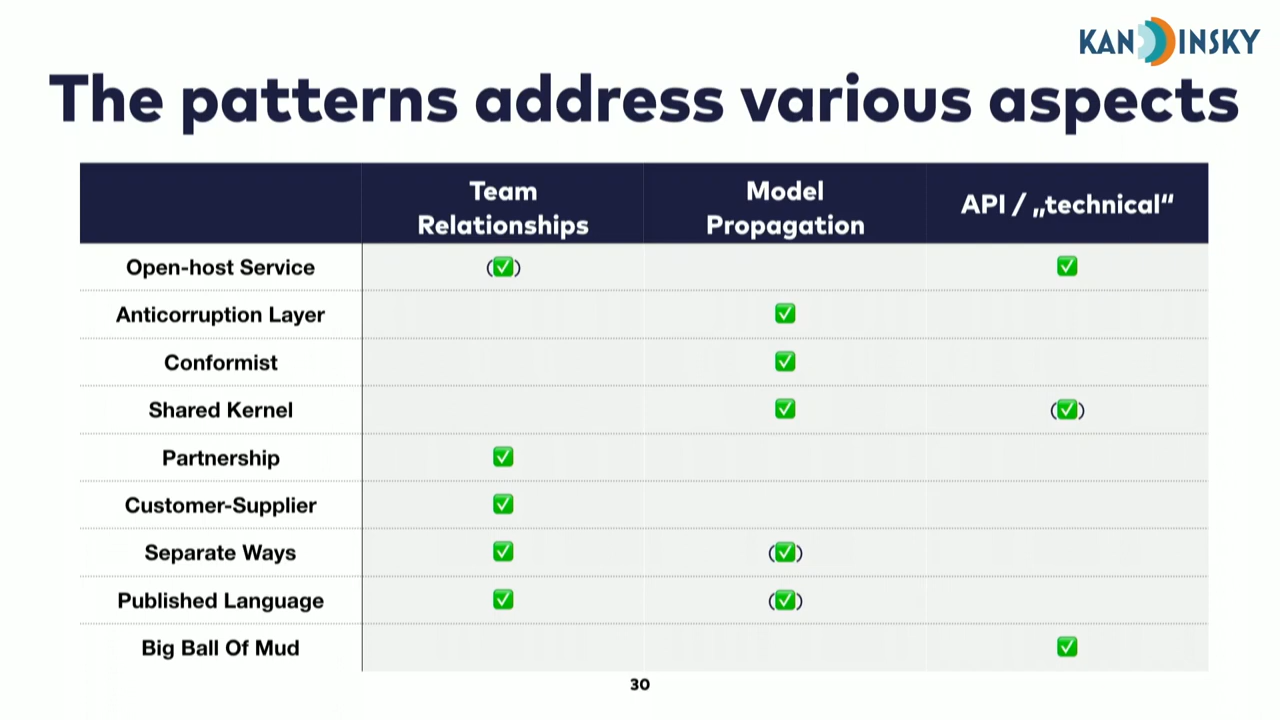 KANDDINSKY
The patterns address various aspects
Team Relationships Model Propagation API / „technical“
Open-host Service (✅) ✅
Anticorruption Layer ✅
Conformist ✅
Shared Kernel ✅ (✅)
Partnership ✅
Customer-Supplier ✅
Separate Ways ✅ (✅)
Published Language ✅ (✅)
Big Ball Of Mud ✅
30